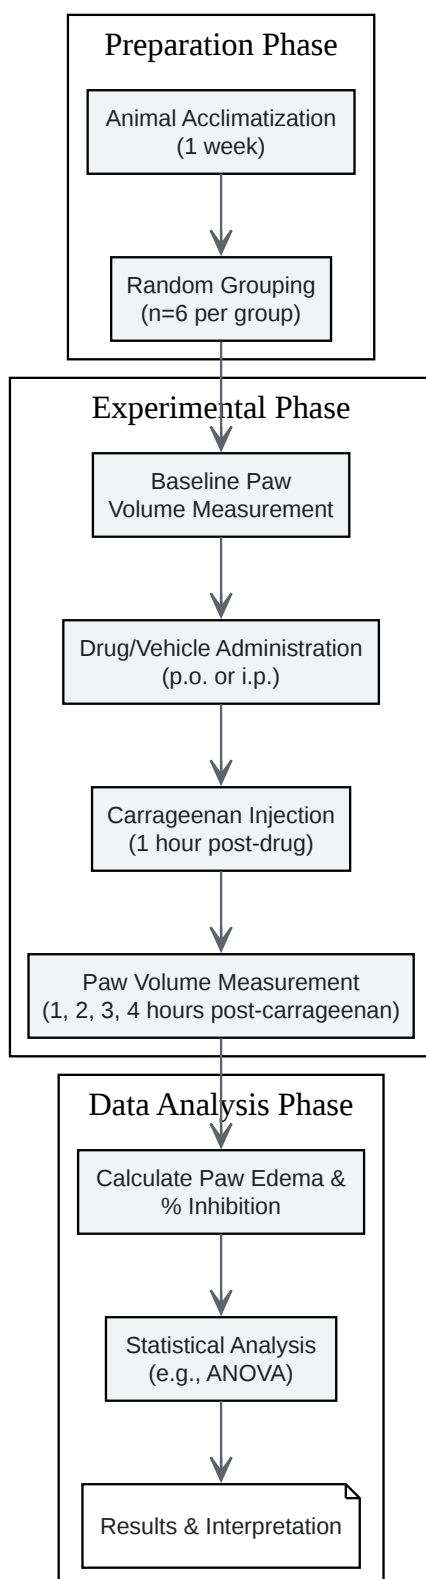 Preparation Phase
Animal Acclimatization
(1 week)
Random Grouping
(n=6 per group)
Experimental Phase
Baseline Paw
Volume Measurement
Drug/Vehicle Administration
(p.o. or i.p.)
Carrageenan Injection
(1 hour post-drug)
Paw Volume Measurement
(1, 2, 3, 4 hours post-carrageenan)
Data Analysis Phase
Calculate Paw Edema &
% Inhibition
Statistical Analysis
(e.g., ANOVA)
Results & Interpretation